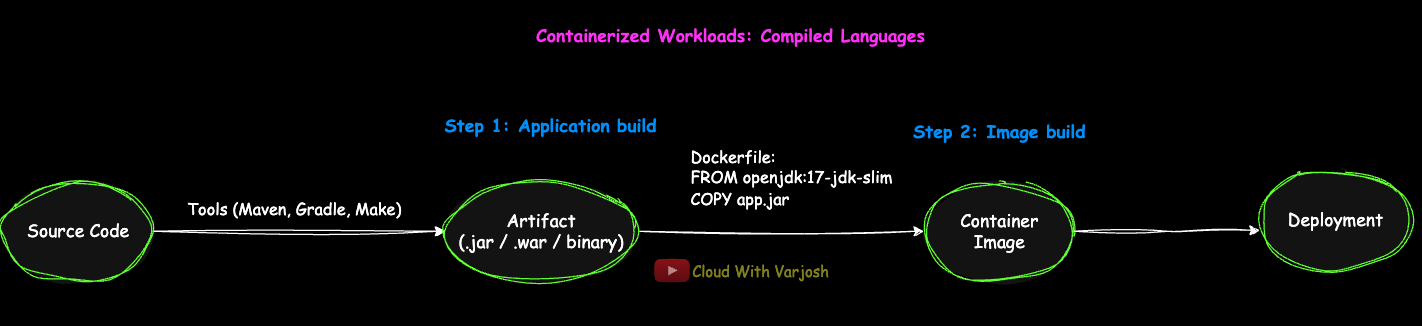 Containerized Workloads: Compiled Languages
Step 1: Application build
Step 2: Image build
Dockerfile:
FROM openjdk:17-jdk-slim
COPY app.jar
Source Code
Tools (Maven, Gradle, Make)
Artifact
(.jar / .war / binary)
Container
Image
Deployment
Cloud With Varjosh